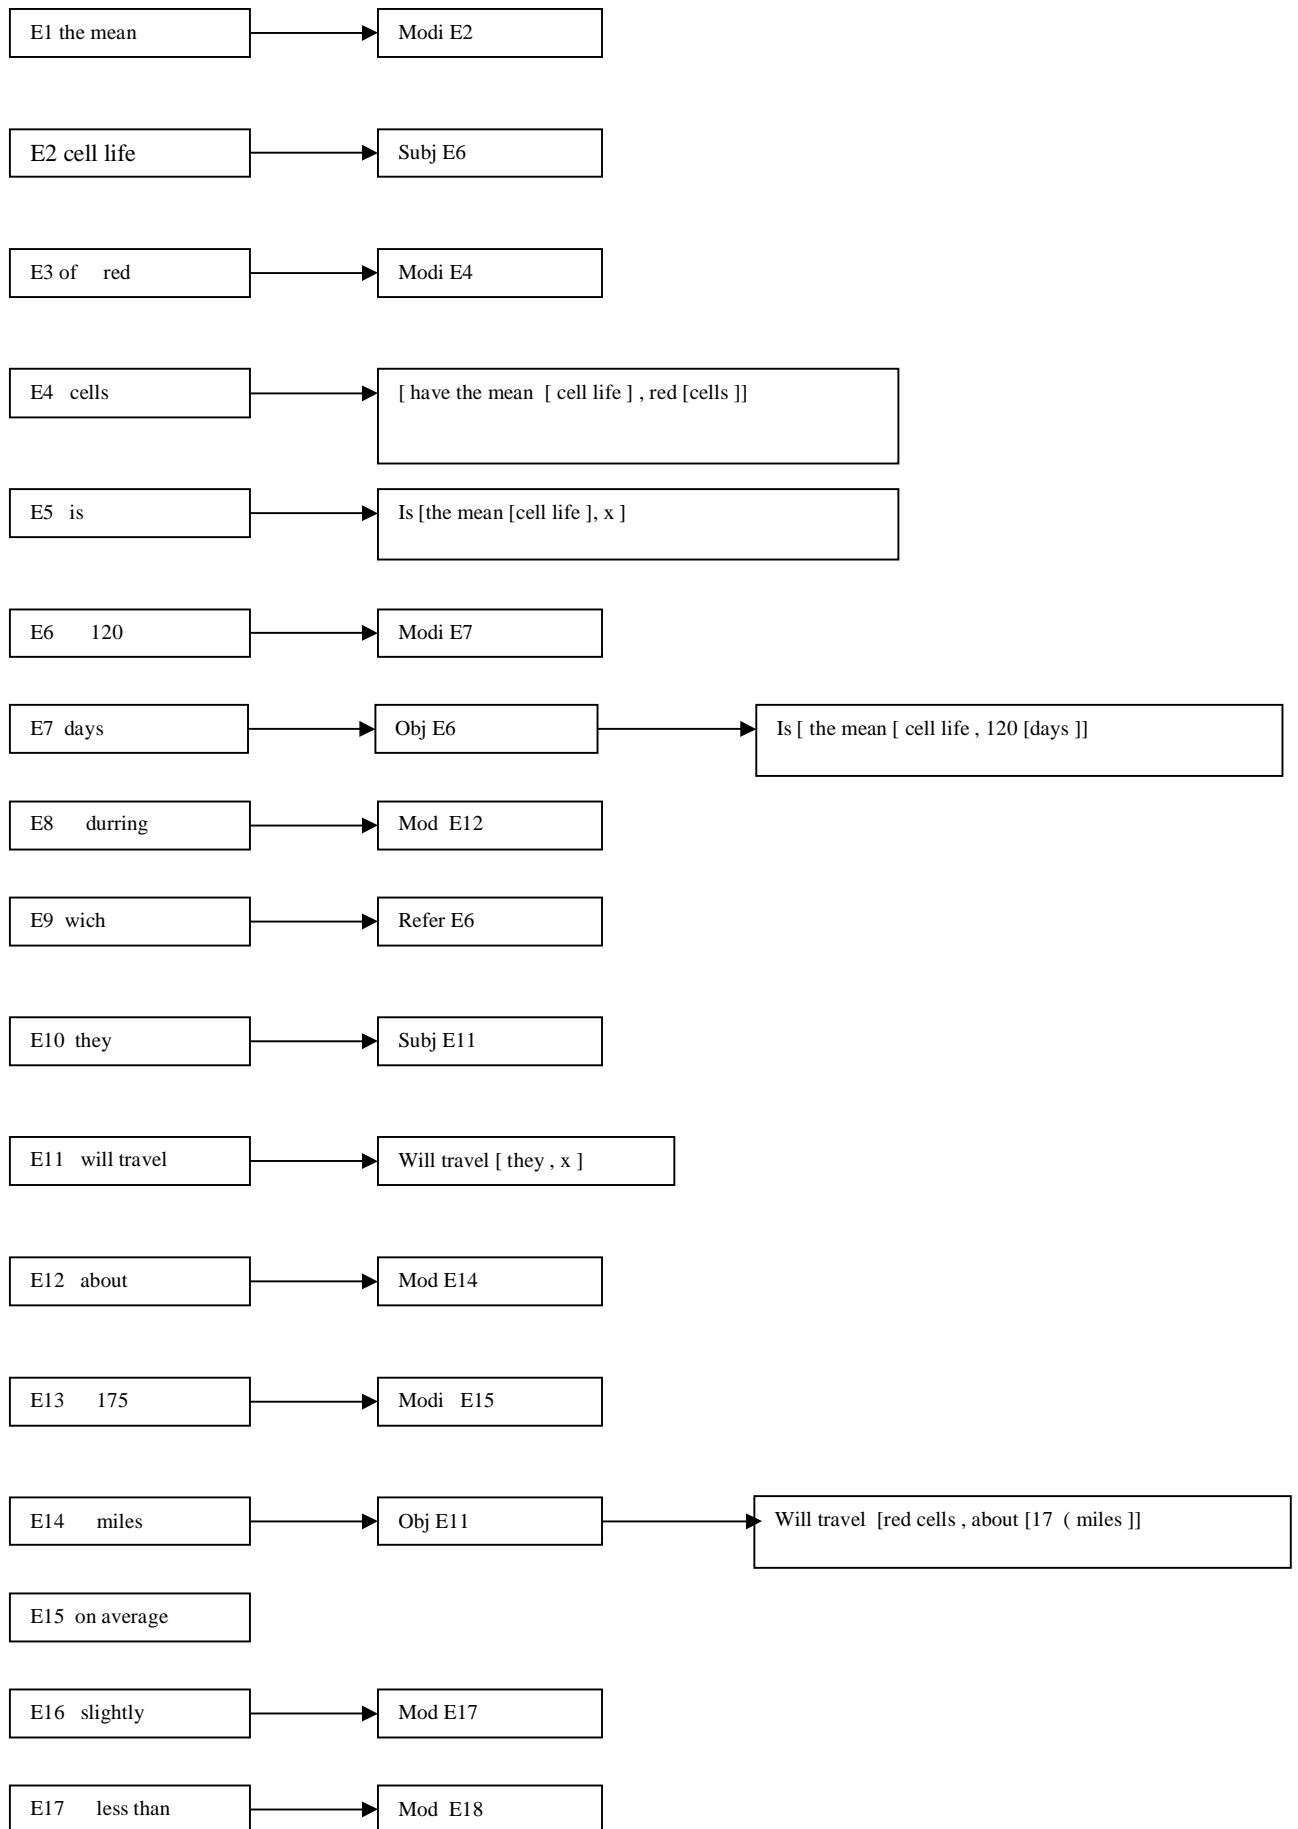 E1 the mean Modi E2
E2 cell life Subj E6
E3 of red Modi E4
E4 cells [ have the mean [ cell life ] , red [cells ]]
E5 is Is [the mean [cell life ], x ]
E6 120 Modi E7
E7 days Obj E6 Is [ the mean [ cell life , 120 [days ]]
E8 durring Mod E12
E9 wich Refer E6
E10 they Subj E11
E11 will travel Will travel [ they , x ]
E12 about Mod E14
E13 175 Modi E15
E14 miles Obj E11 Will travel [red cells , about [17 ( miles ]]
E15 on average
E16 slightly Mod E17
E17 less than Mod E18